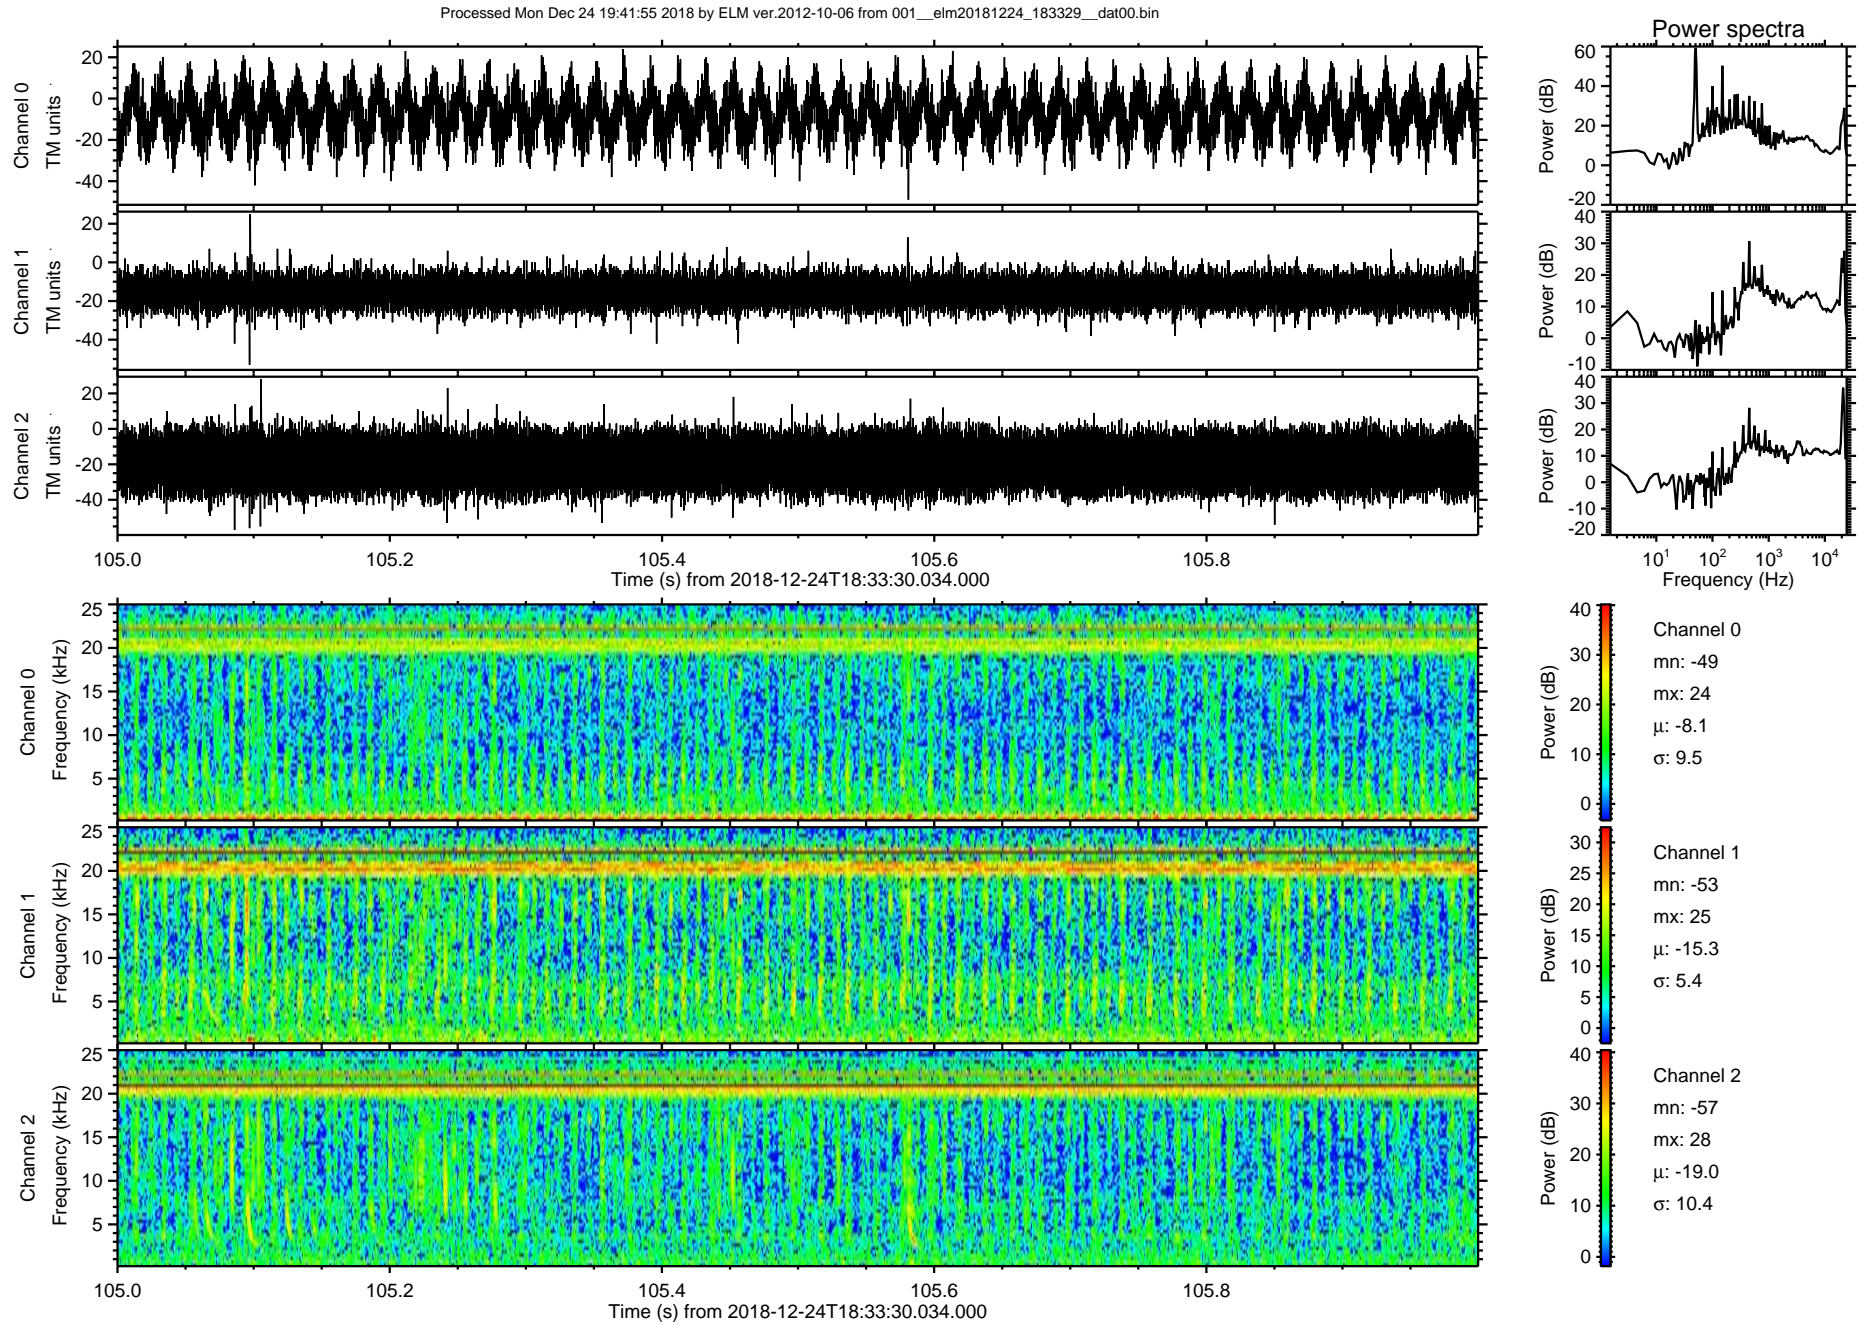 Processed Mon Dec 24 19:41:55 2018 by ELM ver.2012-10-06 from 001__elm20181224_183329__dat00.bin
Power spectra
Channel 0
TM units
20
0
-20
-40
Power (dB)
60
40
20
0
-20
Channel 1
TM units
20
0
-20
-40
Power (dB)
40
30
20
10
0
-10
Channel 2
TM units
20
0
-20
-40
Power (dB)
40
30
20
10
0
-10
-20
105.0 105.2 105.4 105.6 105.8
Time (s) from 2018-12-24T18:33:30.034.000
10¹ 10² 10³ 10⁴
Frequency (Hz)
Channel 0
Frequency (kHz)
25
20
15
10
5
Power (dB)
40
30
20
10
0
Channel 0
mn: -49
mx: 24
µ: -8.1
σ: 9.5
Channel 1
Frequency (kHz)
25
20
15
10
5
Power (dB)
30
25
20
15
10
5
0
Channel 1
mn: -53
mx: 25
µ: -15.3
σ: 5.4
Channel 2
Frequency (kHz)
25
20
15
10
5
Power (dB)
40
30
20
10
0
Channel 2
mn: -57
mx: 28
µ: -19.0
σ: 10.4
105.0 105.2 105.4 105.6 105.8
Time (s) from 2018-12-24T18:33:30.034.000